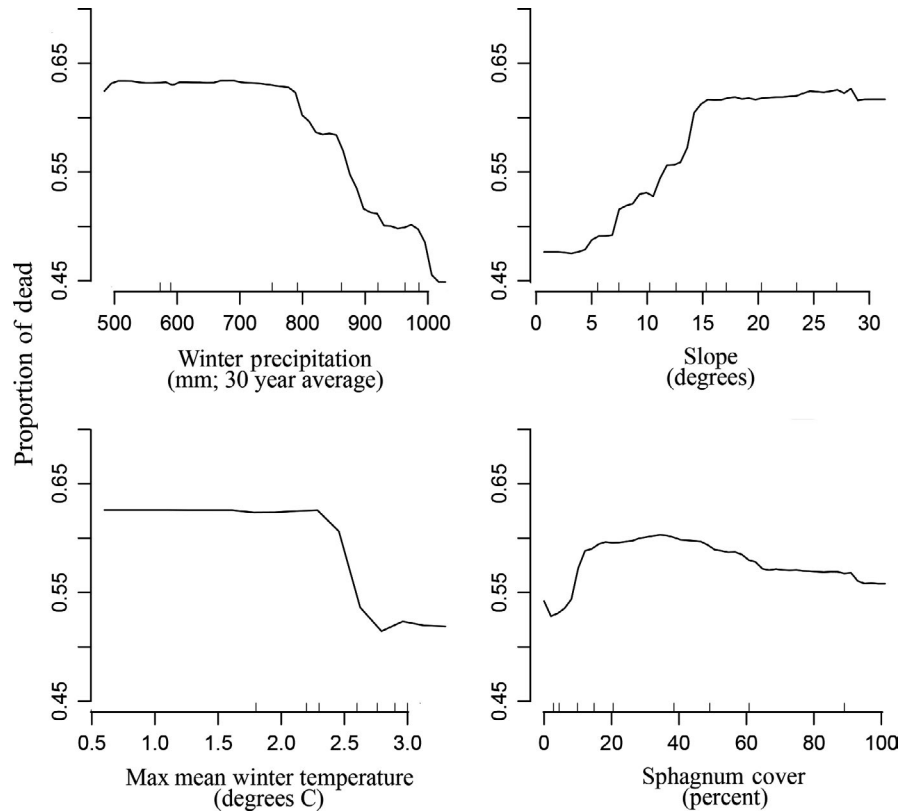 Proportion of dead
0.65
0.55
0.45
500 600 700 800 900 1000
Winter precipitation
(mm; 30 year average)
0.65
0.55
0.45
0 5 10 15 20 25 30
Slope
(degrees)
0.65
0.55
0.45
0.5 1.0 1.5 2.0 2.5 3.0
Max mean winter temperature
(degrees C)
0.65
0.55
0.45
0 20 40 60 80 100
Sphagnum cover
(percent)